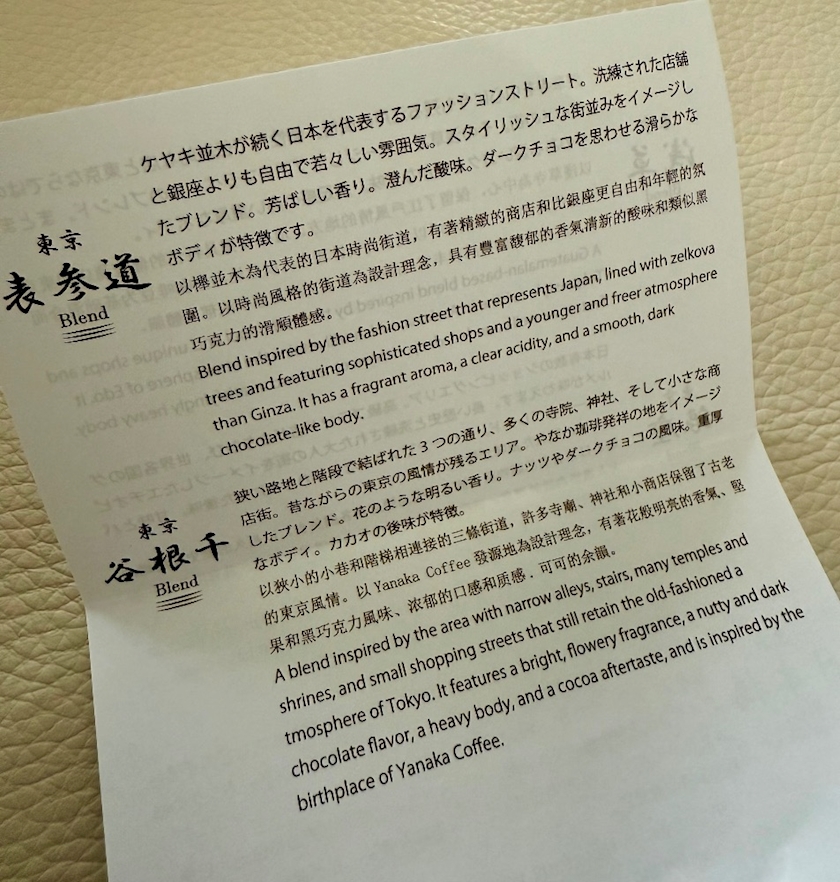 東京
表参道
Blend
ケヤキ並木が続く日本を代表するファッションストリート。洗練された店舗
と銀座よりも自由で若々しい雰囲気。スタイリッシュな街並みをイメージし
たブレンド。芳ばしい香り。澄んだ酸味。ダークチョコを思わせる滑らかな
ボディが特徴です。
以櫸並木為代表的日本時尚街道，有著精緻的商店和比銀座更自由和年輕的氛
圍。以時尚風格的街道為設計理念，具有豐富馥郁的香氣清新的酸味和類似黑
巧克力的滑順體感。
Blend inspired by the fashion street that represents Japan, lined with zelkova
trees and featuring sophisticated shops and a younger and freer atmosphere
than Ginza. It has a fragrant aroma, a clear acidity, and a smooth, dark
chocolate-like body.
東京
谷根千
Blend
狭い路地と階段で結ばれた3つの通り、多くの寺院、神社、そして小さな商
店街。昔ながらの東京の風情が残るエリア。やなか珈琲発祥の地をイメージ
したブレンド。花のような明るい香り。ナッツやダークチョコの風味。重厚
なボディ。カカオの後味が特徴。
以狹小的小巷和階梯相連接的三條街道，許多寺廟、神社和小商店保留了古老
的東京風情。以 Yanaka Coffee 發源地為設計理念，有著花般明亮的香氣、堅
果和黑巧克力風味、浓郁的口感和质感．可可的余韻。
A blend inspired by the area with narrow alleys, stairs, many temples and
shrines, and small shopping streets that still retain the old-fashioned a
tmosphere of Tokyo. It features a bright, flowery fragrance, a nutty and dark
chocolate flavor, a heavy body, and a cocoa aftertaste, and is inspired by the
birthplace of Yanaka Coffee.